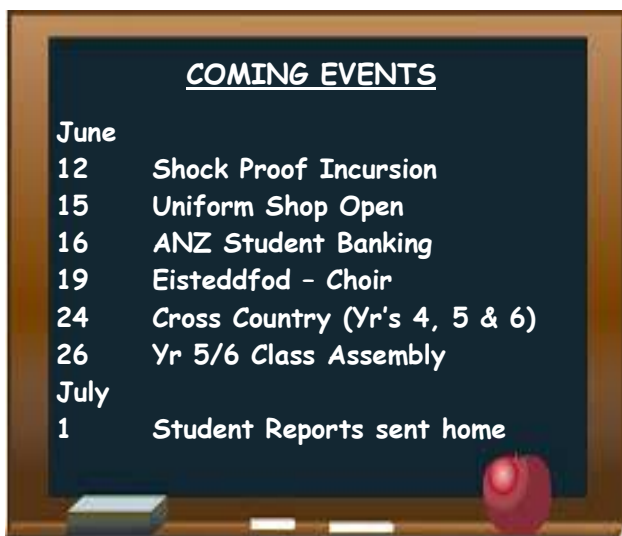 COMING EVENTS
June
12 Shock Proof Incursion
15 Uniform Shop Open
16 ANZ Student Banking
19 Eisteddfod – Choir
24 Cross Country (Yr's 4, 5 & 6)
26 Yr 5/6 Class Assembly
July
1 Student Reports sent home